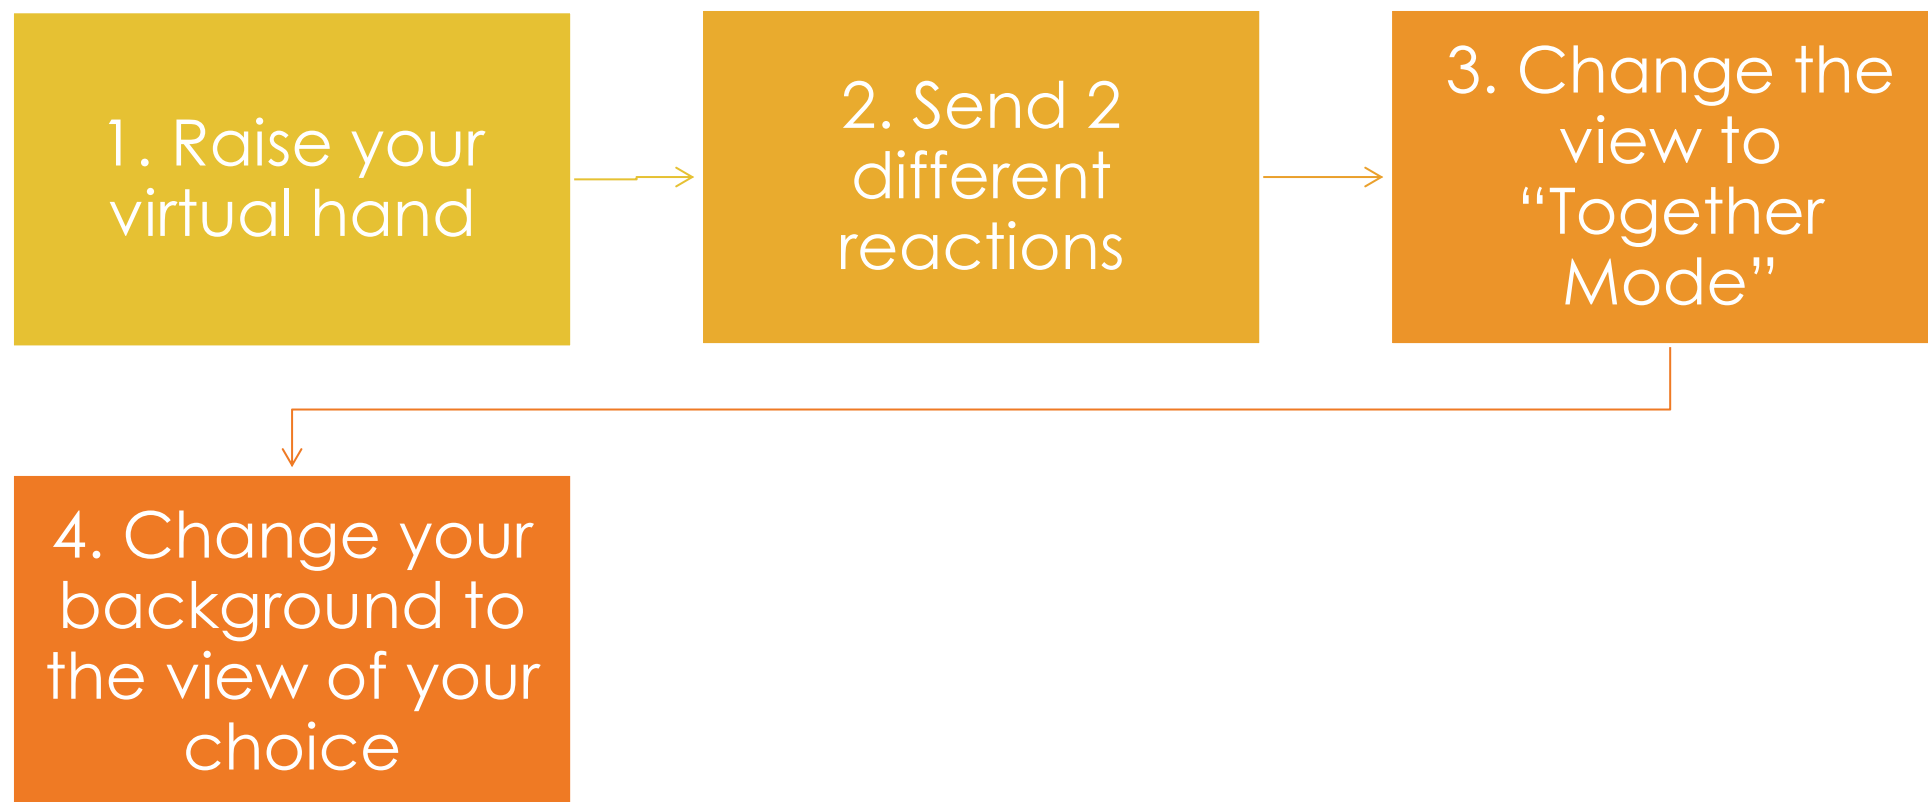 1. Raise your
virtual hand
2. Send 2
different
reactions
3. Change the
view to
“Together
Mode”
4. Change your
background to
the view of your
choice